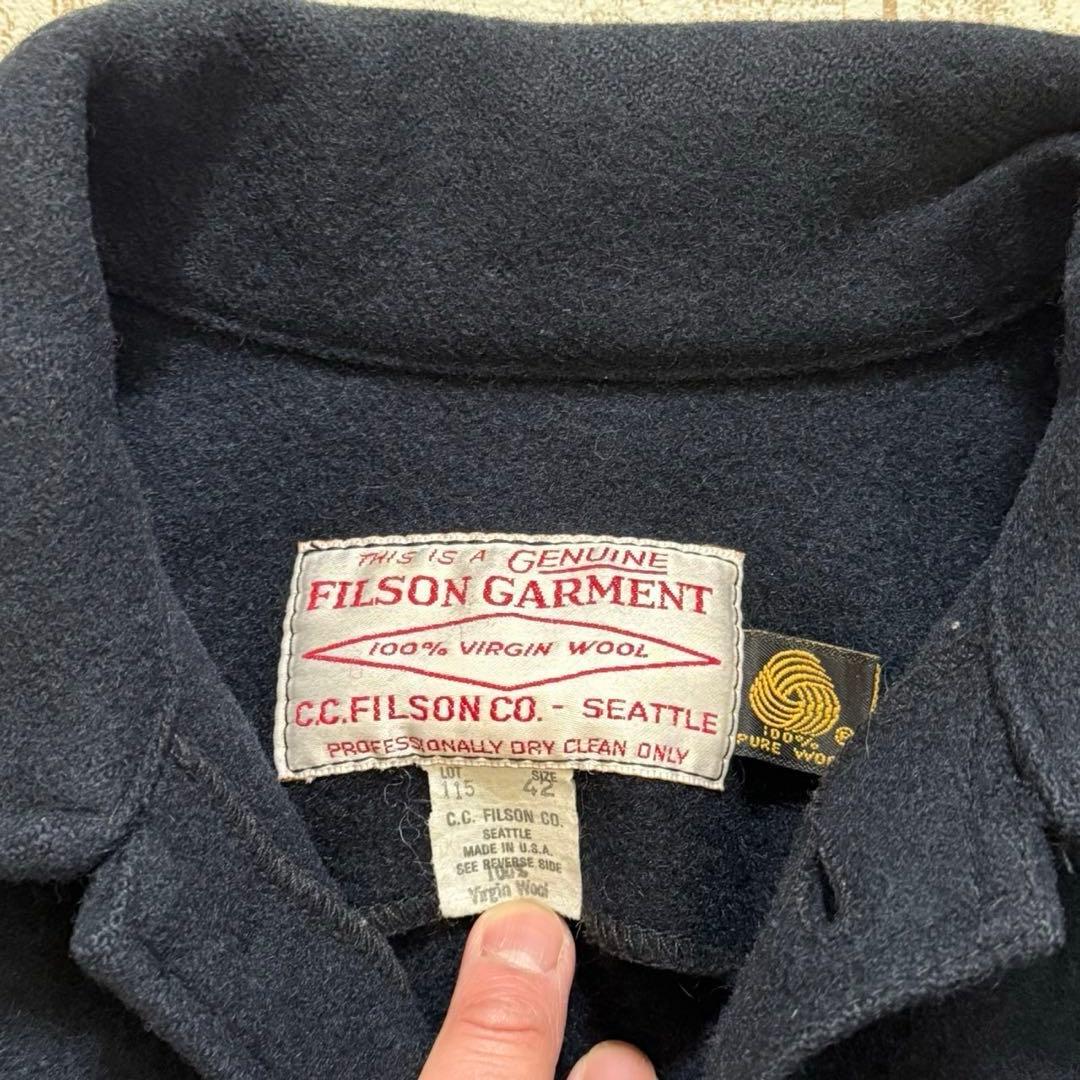 THIS IS A GENUINE
FILSON GARMENT
100% VIRGIN WOOL
C.C. FILSON CO. - SEATTLE
PROFESSIONALLY DRY CLEAN ONLY
100%
PURE
®
LOT SIZE
115 42
C.C. FILSON CO.
SEATTLE
MADE IN U.S.A.
SEE REVERSE SIDE
100%
Virgin Wool